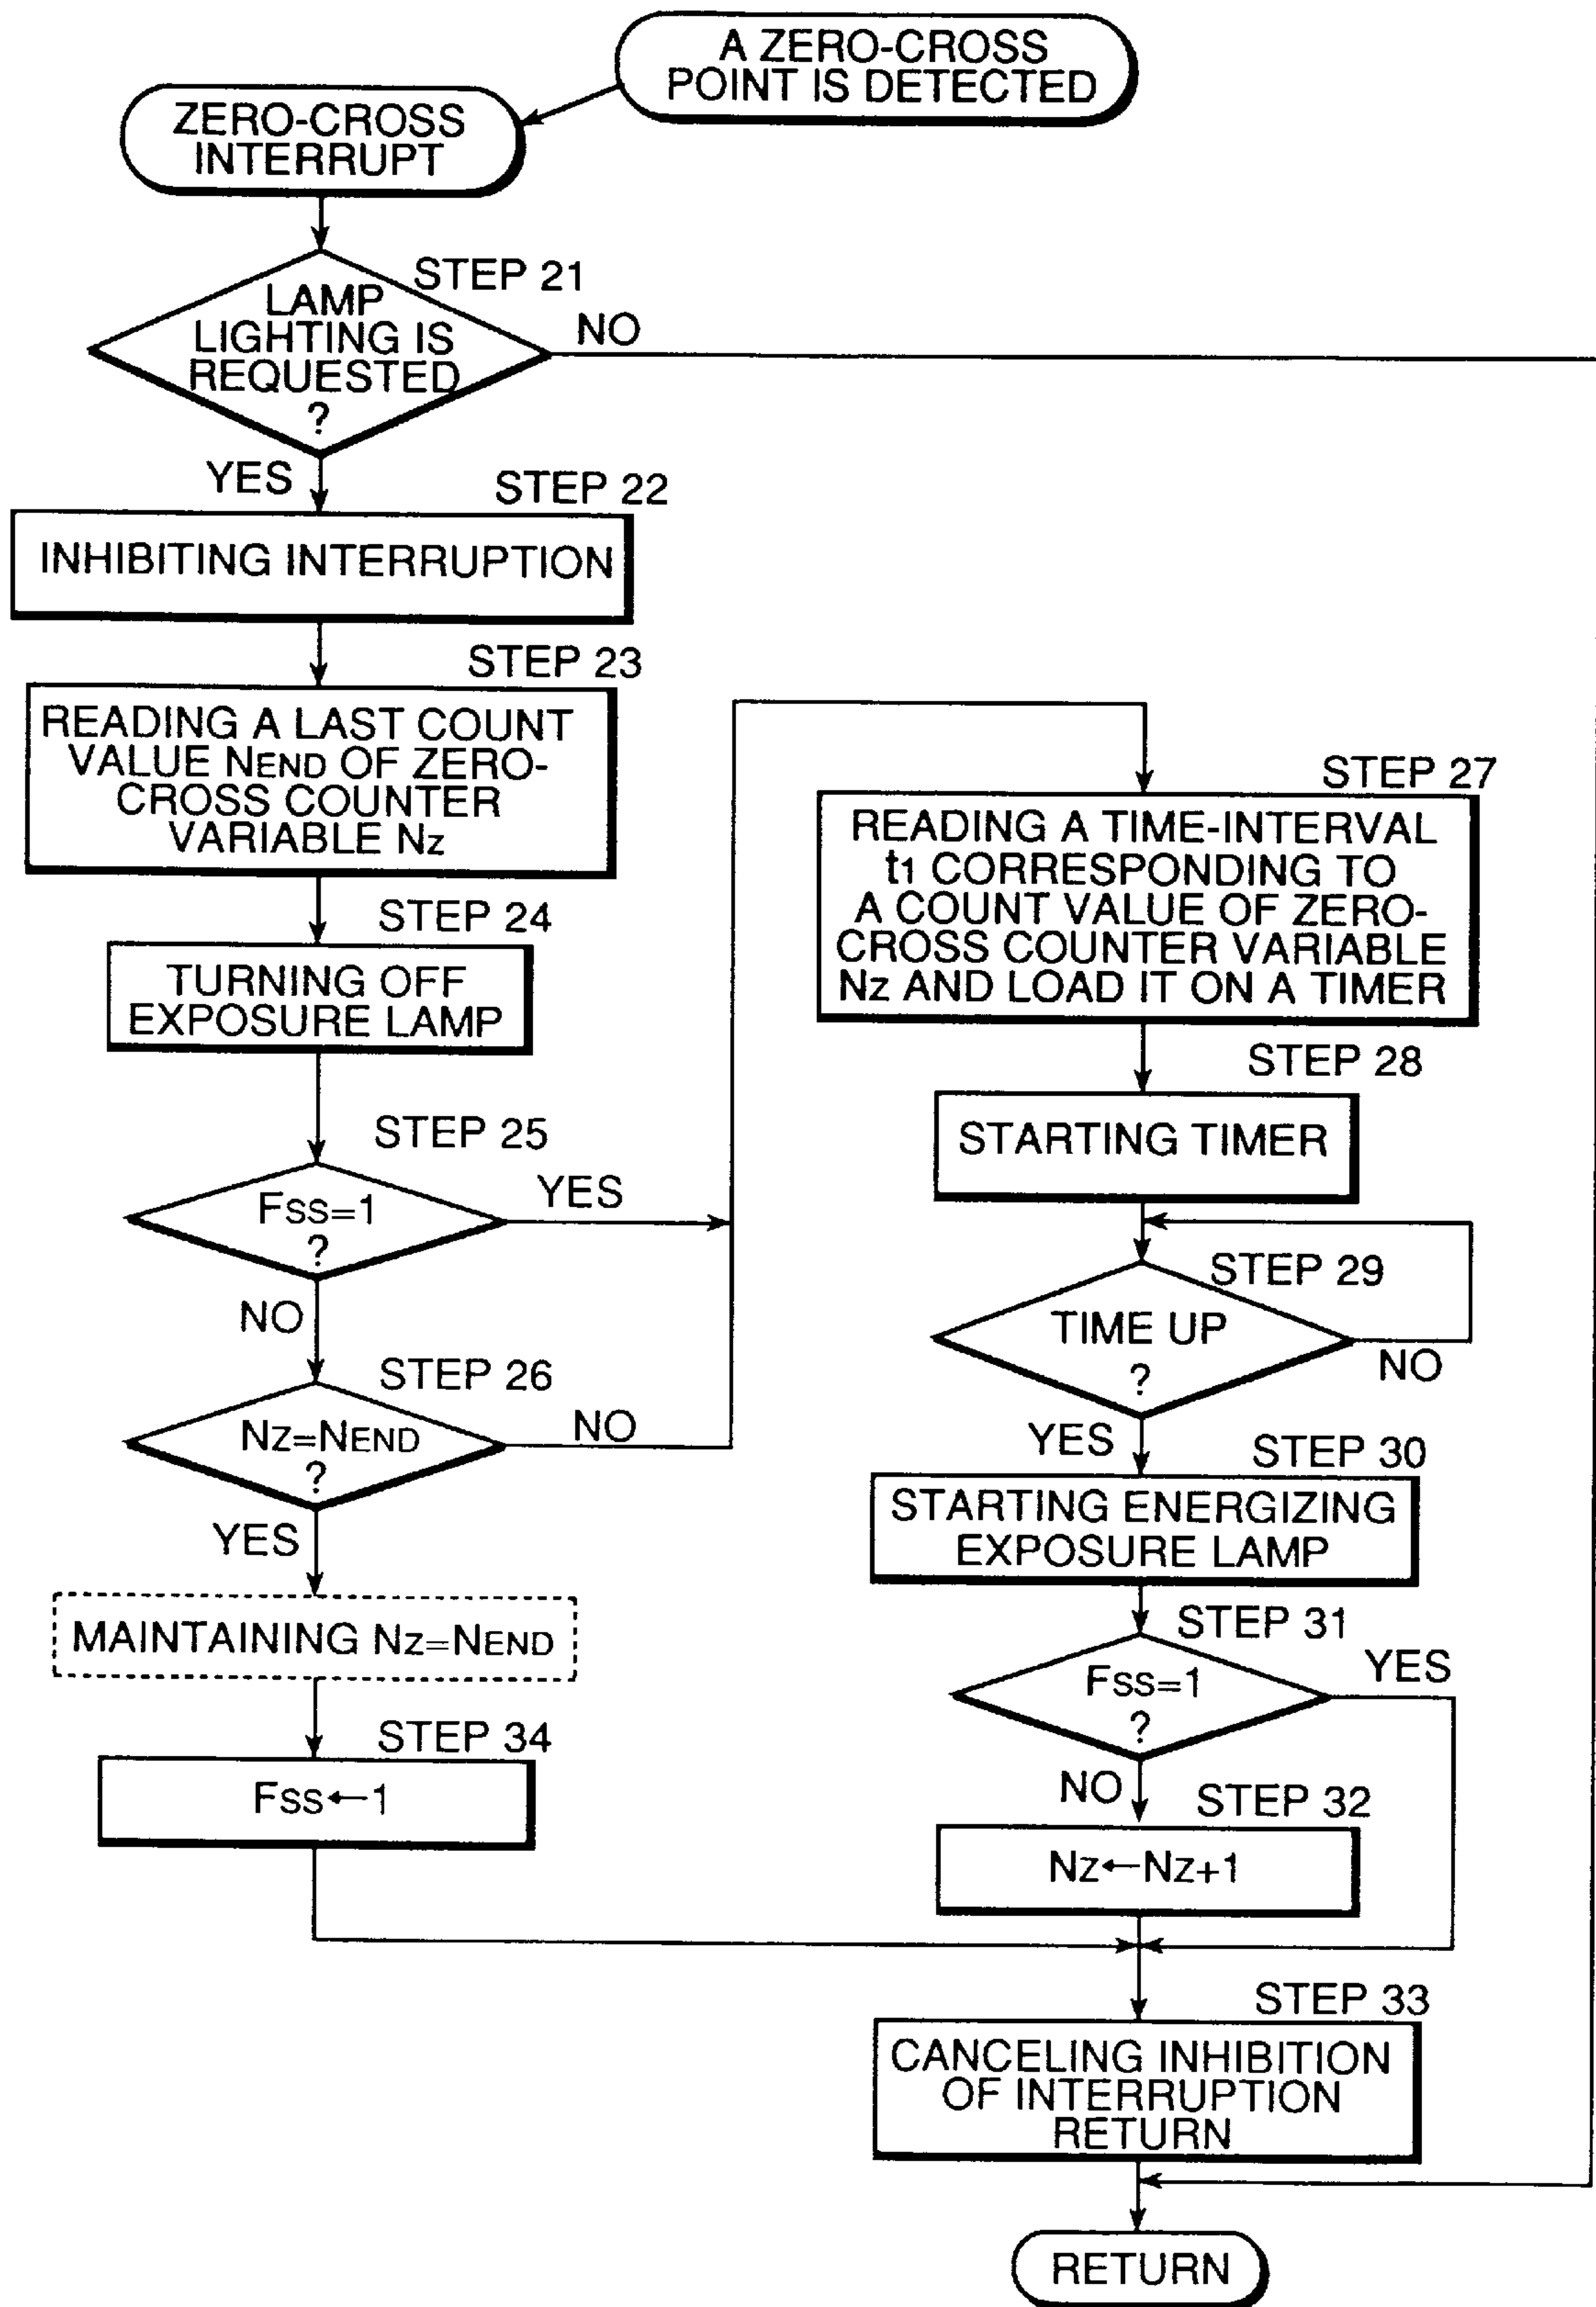 A ZERO-CROSS
POINT IS DETECTED
ZERO-CROSS
INTERRUPT
STEP 21
LAMP
LIGHTING IS
REQUESTED
?
NO
YES
STEP 22
INHIBITING INTERRUPTION
STEP 23
READING A LAST COUNT
VALUE NEND OF ZERO-
CROSS COUNTER
VARIABLE NZ
STEP 24
TURNING OFF
EXPOSURE LAMP
STEP 25
FSS=1
?
YES
NO
STEP 26
NZ=NEND
?
NO
YES
MAINTAINING NZ=NEND
STEP 34
FSS←1
STEP 27
READING A TIME-INTERVAL
t1 CORRESPONDING TO
A COUNT VALUE OF ZERO-
CROSS COUNTER VARIABLE
NZ AND LOAD IT ON A TIMER
STEP 28
STARTING TIMER
STEP 29
TIME UP
?
NO
YES
STEP 30
STARTING ENERGIZING
EXPOSURE LAMP
STEP 31
FSS=1
?
YES
NO
STEP 32
NZ←NZ+1
STEP 33
CANCELING INHIBITION
OF INTERRUPTION
RETURN
RETURN